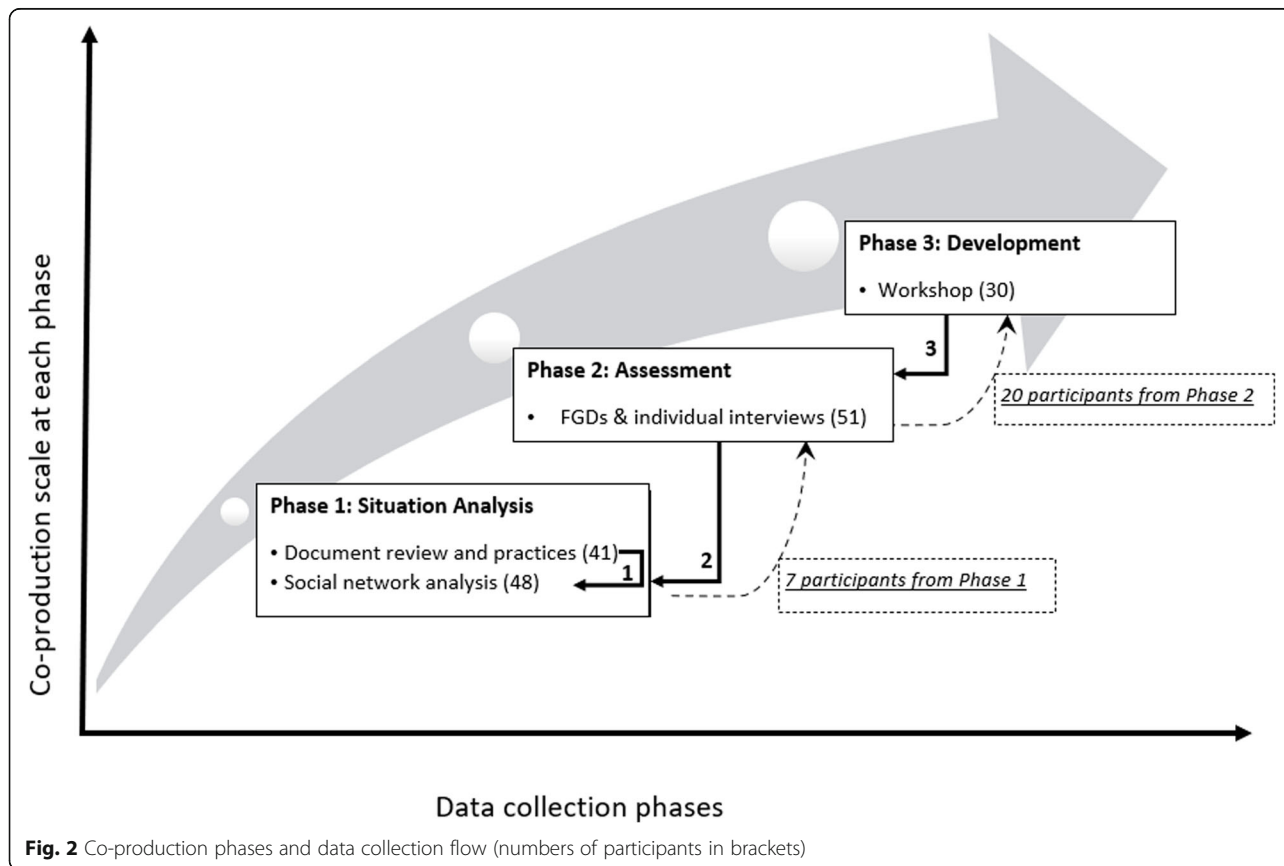 Co-production scale at each phase
Phase 3: Development
• Workshop (30)
3
Phase 2: Assessment
• FGDs & individual interviews (51)
20 participants from Phase 2
Phase 1: Situation Analysis
• Document review and practices (41)
• Social network analysis (48)
1
2
7 participants from Phase 1
Data collection phases
Fig. 2 Co-production phases and data collection flow (numbers of participants in brackets)